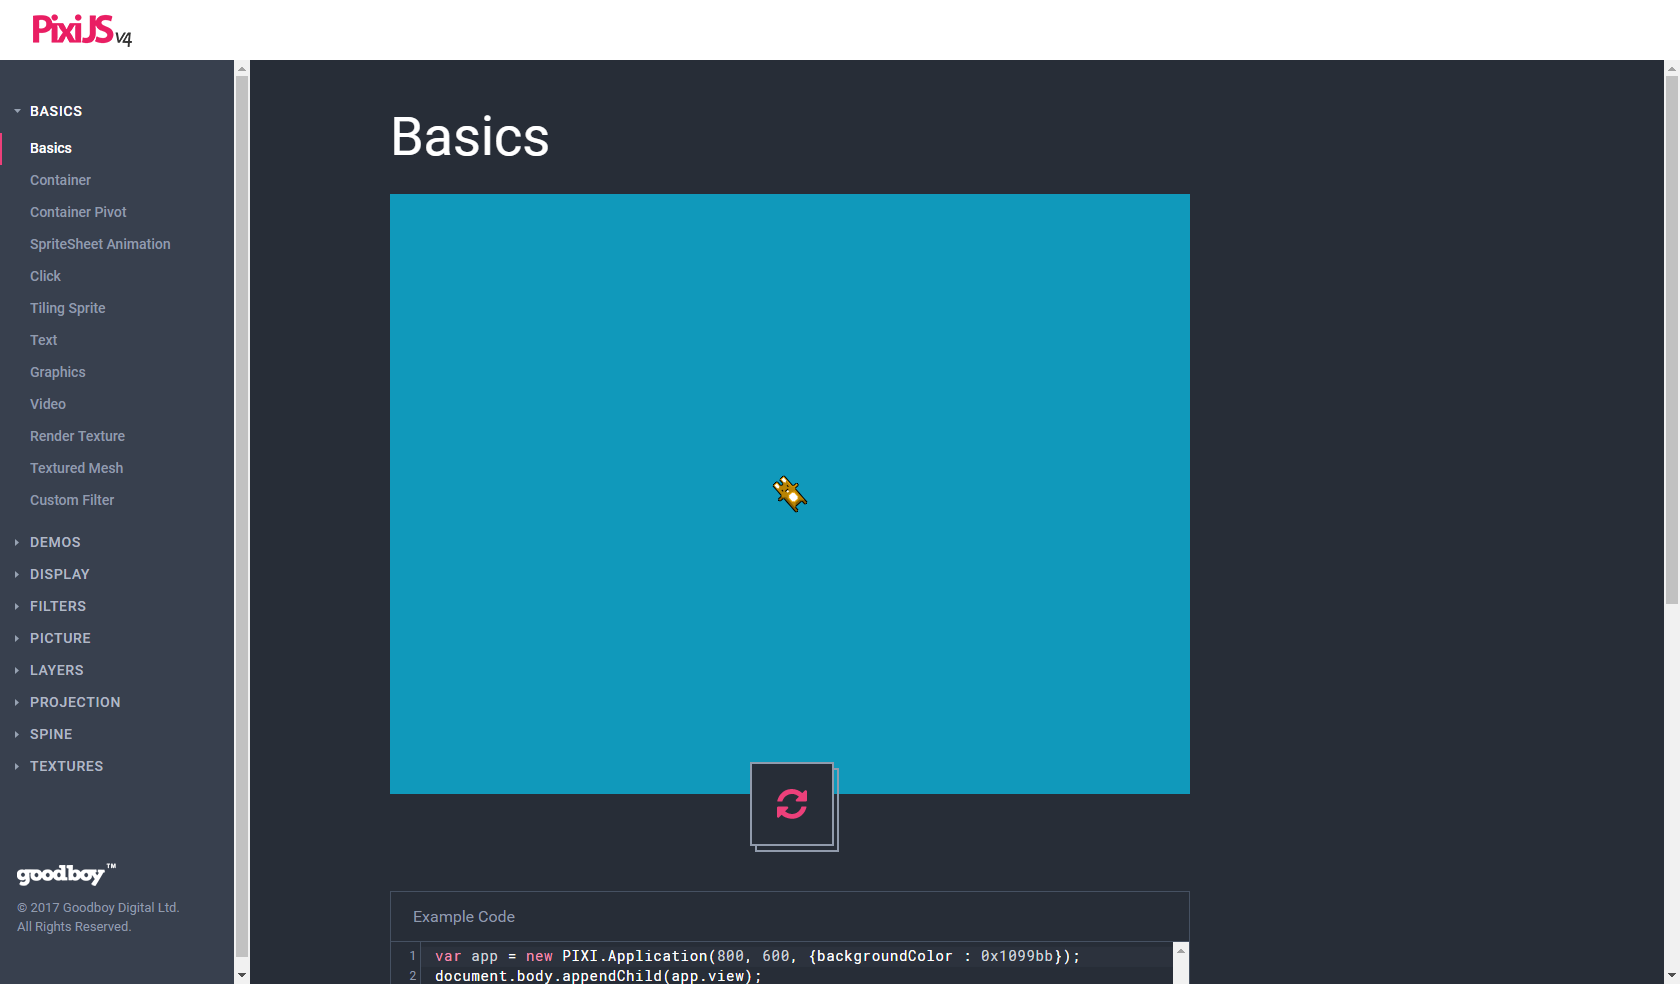 PixiJS v4
BASICS
Basics
Container
Container Pivot
SpriteSheet Animation
Click
Tiling Sprite
Text
Graphics
Video
Render Texture
Textured Mesh
Custom Filter
DEMOS
DISPLAY
FILTERS
PICTURE
LAYERS
PROJECTION
SPINE
TEXTURES
goodboy™
© 2017 Goodboy Digital Ltd.
All Rights Reserved.
Basics
Example Code
1 var app = new PIXI.Application(800, 600, {backgroundColor : 0x1099bb});
2 document.body.appendChild(app.view);